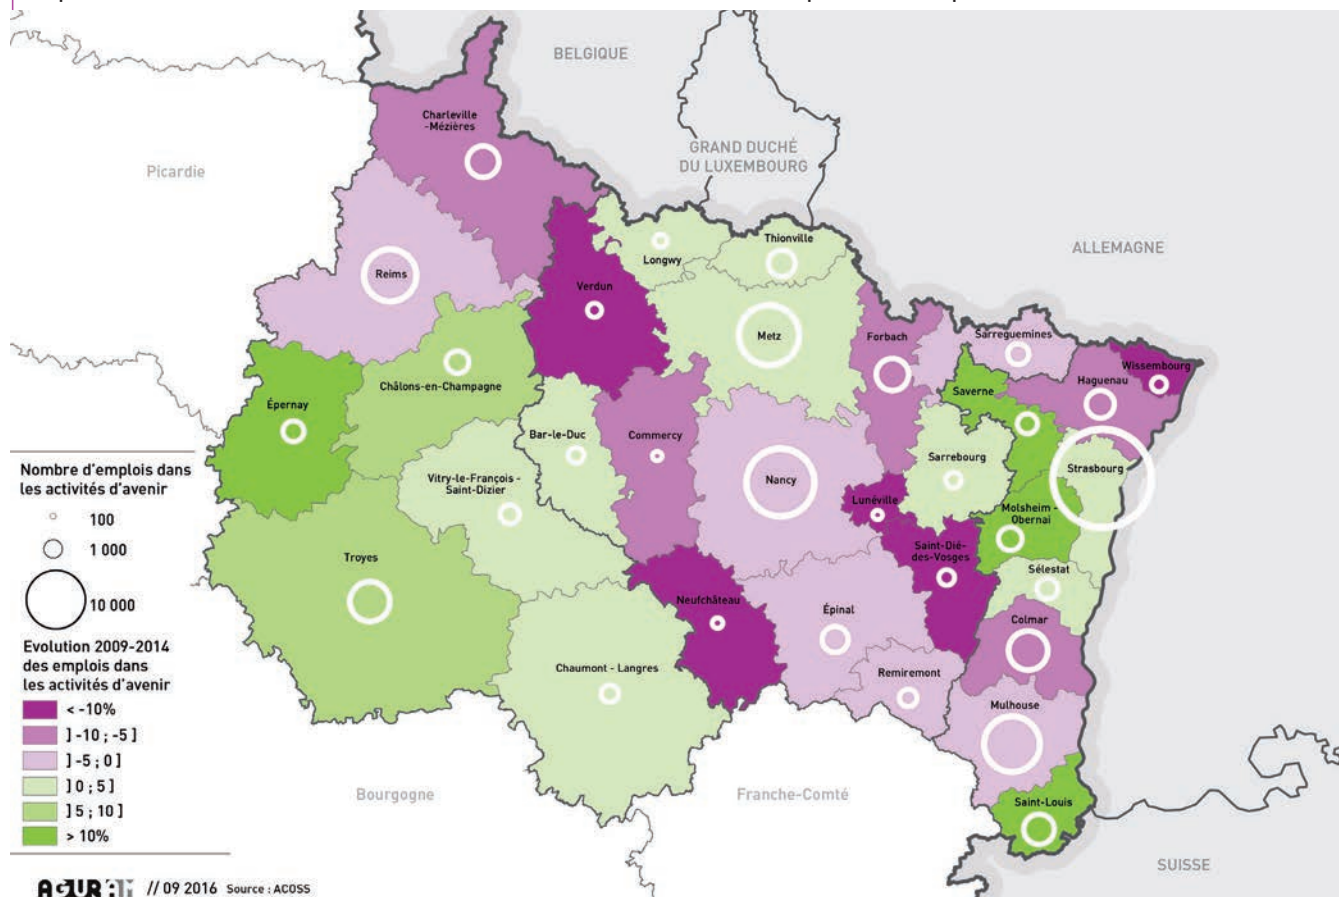 BELGIQUE
GRAND DUCHÉ
DU LUXEMBOURG
Picardie
ALLEMAGNE
Charleville
-Mézières
Reims
Verdun
Longwy
Thionville
Metz
Forbach
Sarreguemines
Wissembourg
Haguenau
Saverne
Châlons-en-Champagne
Épernay
Bar-le-Duc
Commercy
Nancy
Sarrebourg
Strasbourg
Vitry-le-François -
Saint-Dizier
Lunéville
Molsheim -
Obernai
Saint-Dié-
des-Vosges
Troyes
Sélestat
Neufchâteau
Épinal
Colmar
Chaumont - Langres
Remiremont
Mulhouse
Saint-Louis
Bourgogne
Franche-Comté
SUISSE
Nombre d'emplois dans
les activités d'avenir
100
1 000
10 000
Evolution 2009-2014
des emplois dans
les activités d'avenir
< -10%
] -10 ; -5 ]
] -5 ; 0 ]
] 0 ; 5 ]
] 5 ; 10 ]
> 10%
AGUR // 09 2016 Source : ACOSS